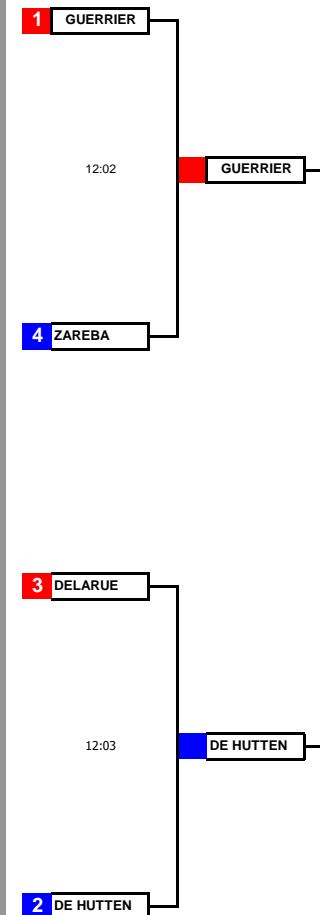 1 GUERRIER
12:02
GUERRIER
4 ZAREBA
3 DELARUE
12:03
DE HUTTEN
2 DE HUTTEN